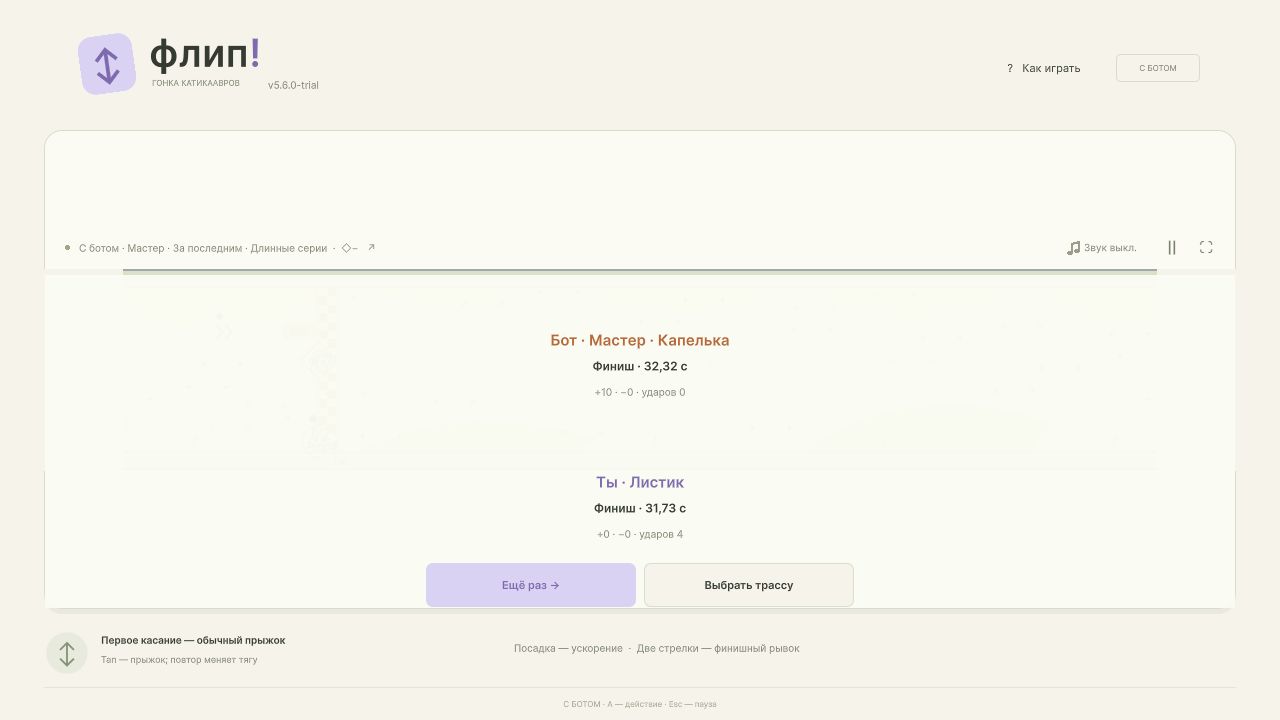 флип!
ГОНКА КАТИКААВРОВ
v5.6.0-trial
? Как играть
С БОТОМ
С ботом · Мастер · За последним · Длинные серии · ◇− ↗
Звук выкл.
Бот · Мастер · Капелька
Финиш · 32,32 с
+10 · −0 · ударов 0
Ты · Листик
Финиш · 31,73 с
+0 · −0 · ударов 4
Ещё раз →
Выбрать трассу
Первое касание — обычный прыжок
Тап — прыжок; повтор меняет тягу
Посадка — ускорение · Две стрелки — финишный рывок
С БОТОМ · A — действие · Esc — пауза